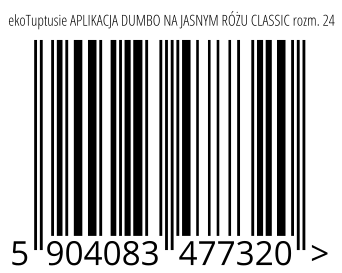 ekoTuptusie APLIKACJA DUMBO NA JASNYM RÓŻU CLASSIC rozm. 24
5 904083 477320 >